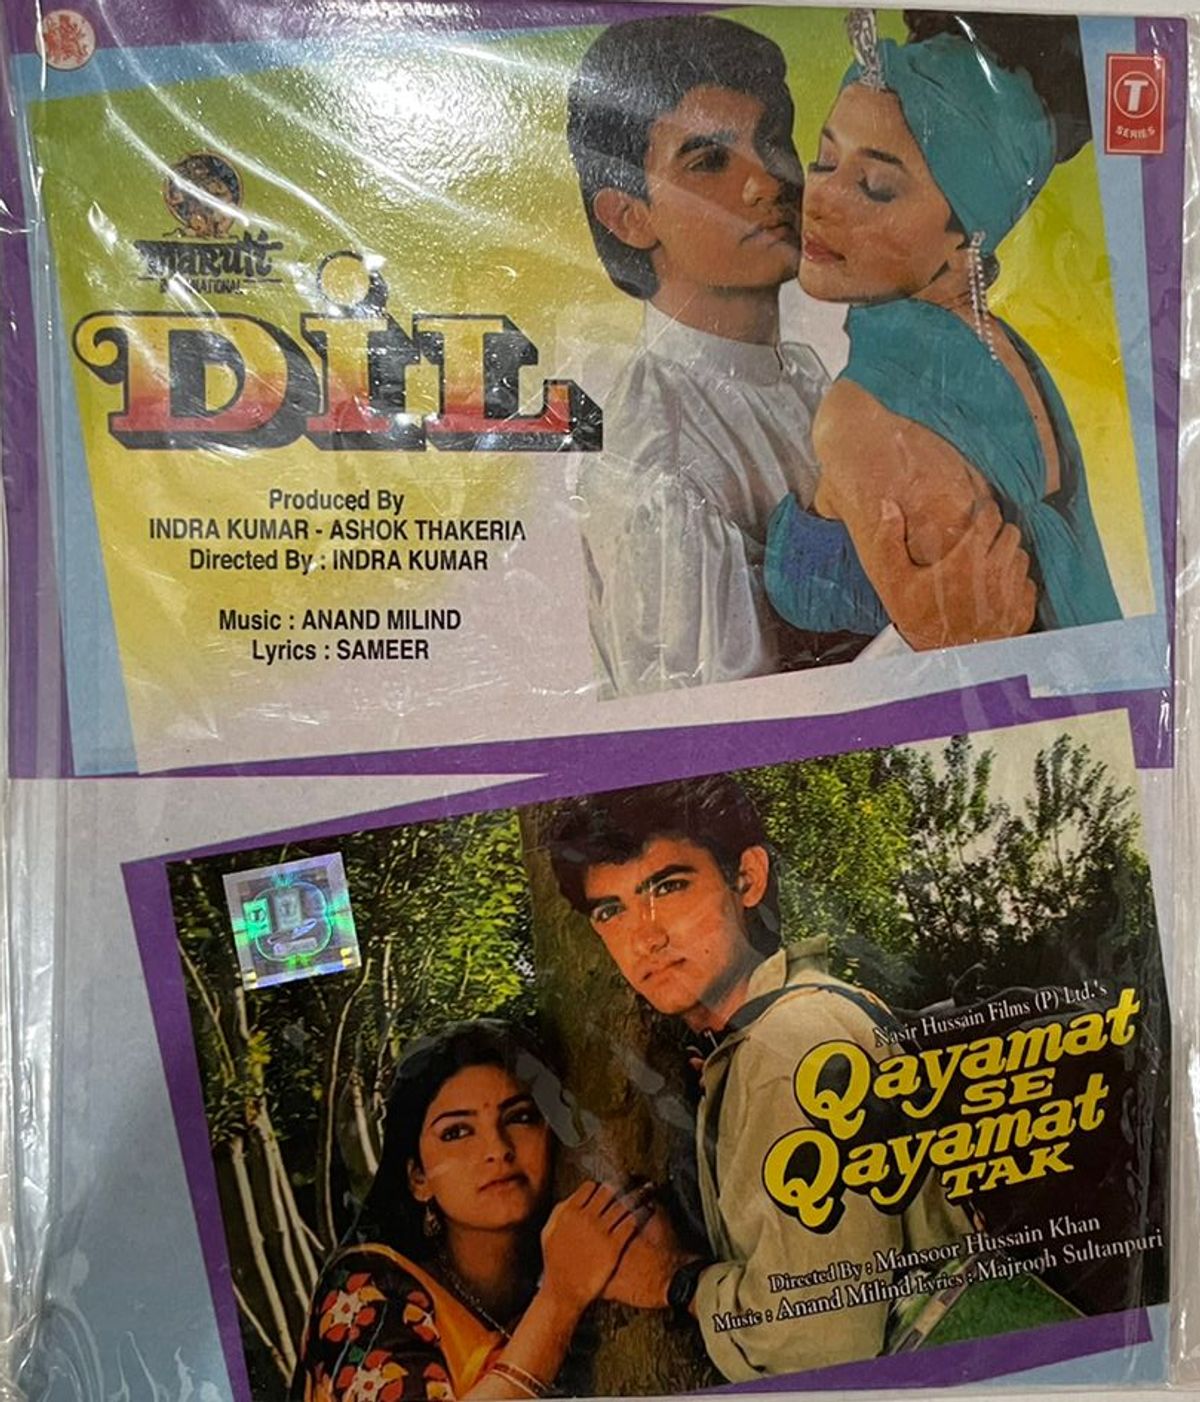 T
SERIES
maruti
INTERNATIONAL
DiL
Produced By
INDRA KUMAR - ASHOK THAKERIA
Directed By : INDRA KUMAR
Music : ANAND MILIND
Lyrics : SAMEER
Nasir Hussain Films (P) Ltd.'s
Qayamat
SE
Qayamat
TAK
Directed By : Mansoor Hussain Khan
Music : Anand Milind Lyrics : Majrooh Sultanpuri